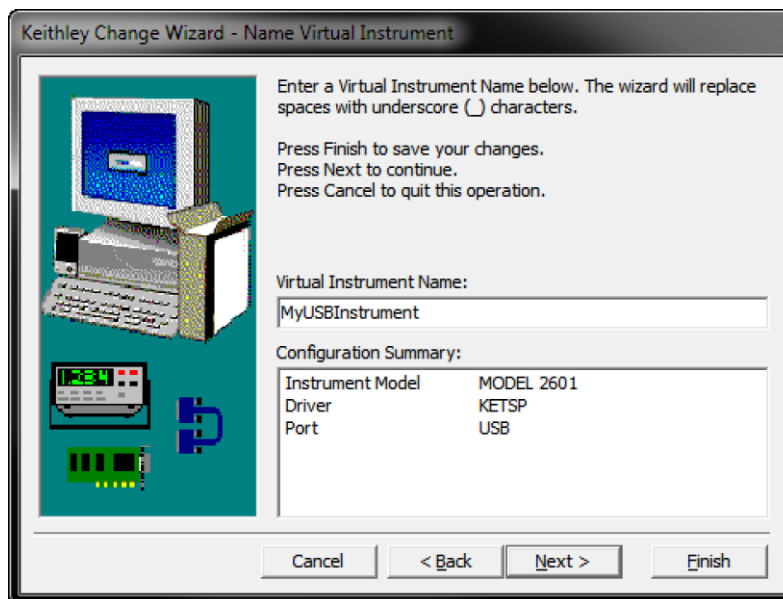 Keithley Change Wizard - Name Virtual Instrument
Enter a Virtual Instrument Name below. The wizard will replace
spaces with underscore (_) characters.
Press Finish to save your changes.
Press Next to continue.
Press Cancel to quit this operation.
Virtual Instrument Name:
MyUSBInstrument
Configuration Summary:
Instrument Model MODEL 2601
Driver KETSP
Port USB
1.234
Cancel < Back Next > Finish